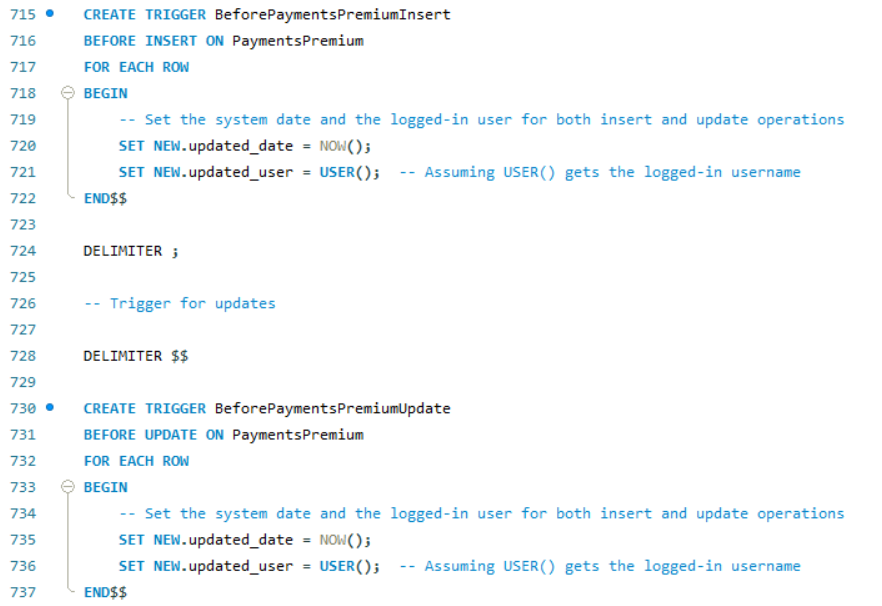 715 CREATE TRIGGER BeforePaymentsPremiumInsert
716 BEFORE INSERT ON PaymentsPremium
717 FOR EACH ROW
718 BEGIN
719 -- Set the system date and the logged-in user for both insert and update operations
720 SET NEW.updated_date = NOW();
721 SET NEW.updated_user = USER(); -- Assuming USER() gets the logged-in username
722 END$$
723
724 DELIMITER ;
725
726 -- Trigger for updates
727
728 DELIMITER $$
729
730 CREATE TRIGGER BeforePaymentsPremiumUpdate
731 BEFORE UPDATE ON PaymentsPremium
732 FOR EACH ROW
733 BEGIN
734 -- Set the system date and the logged-in user for both insert and update operations
735 SET NEW.updated_date = NOW();
736 SET NEW.updated_user = USER(); -- Assuming USER() gets the logged-in username
737 END$$